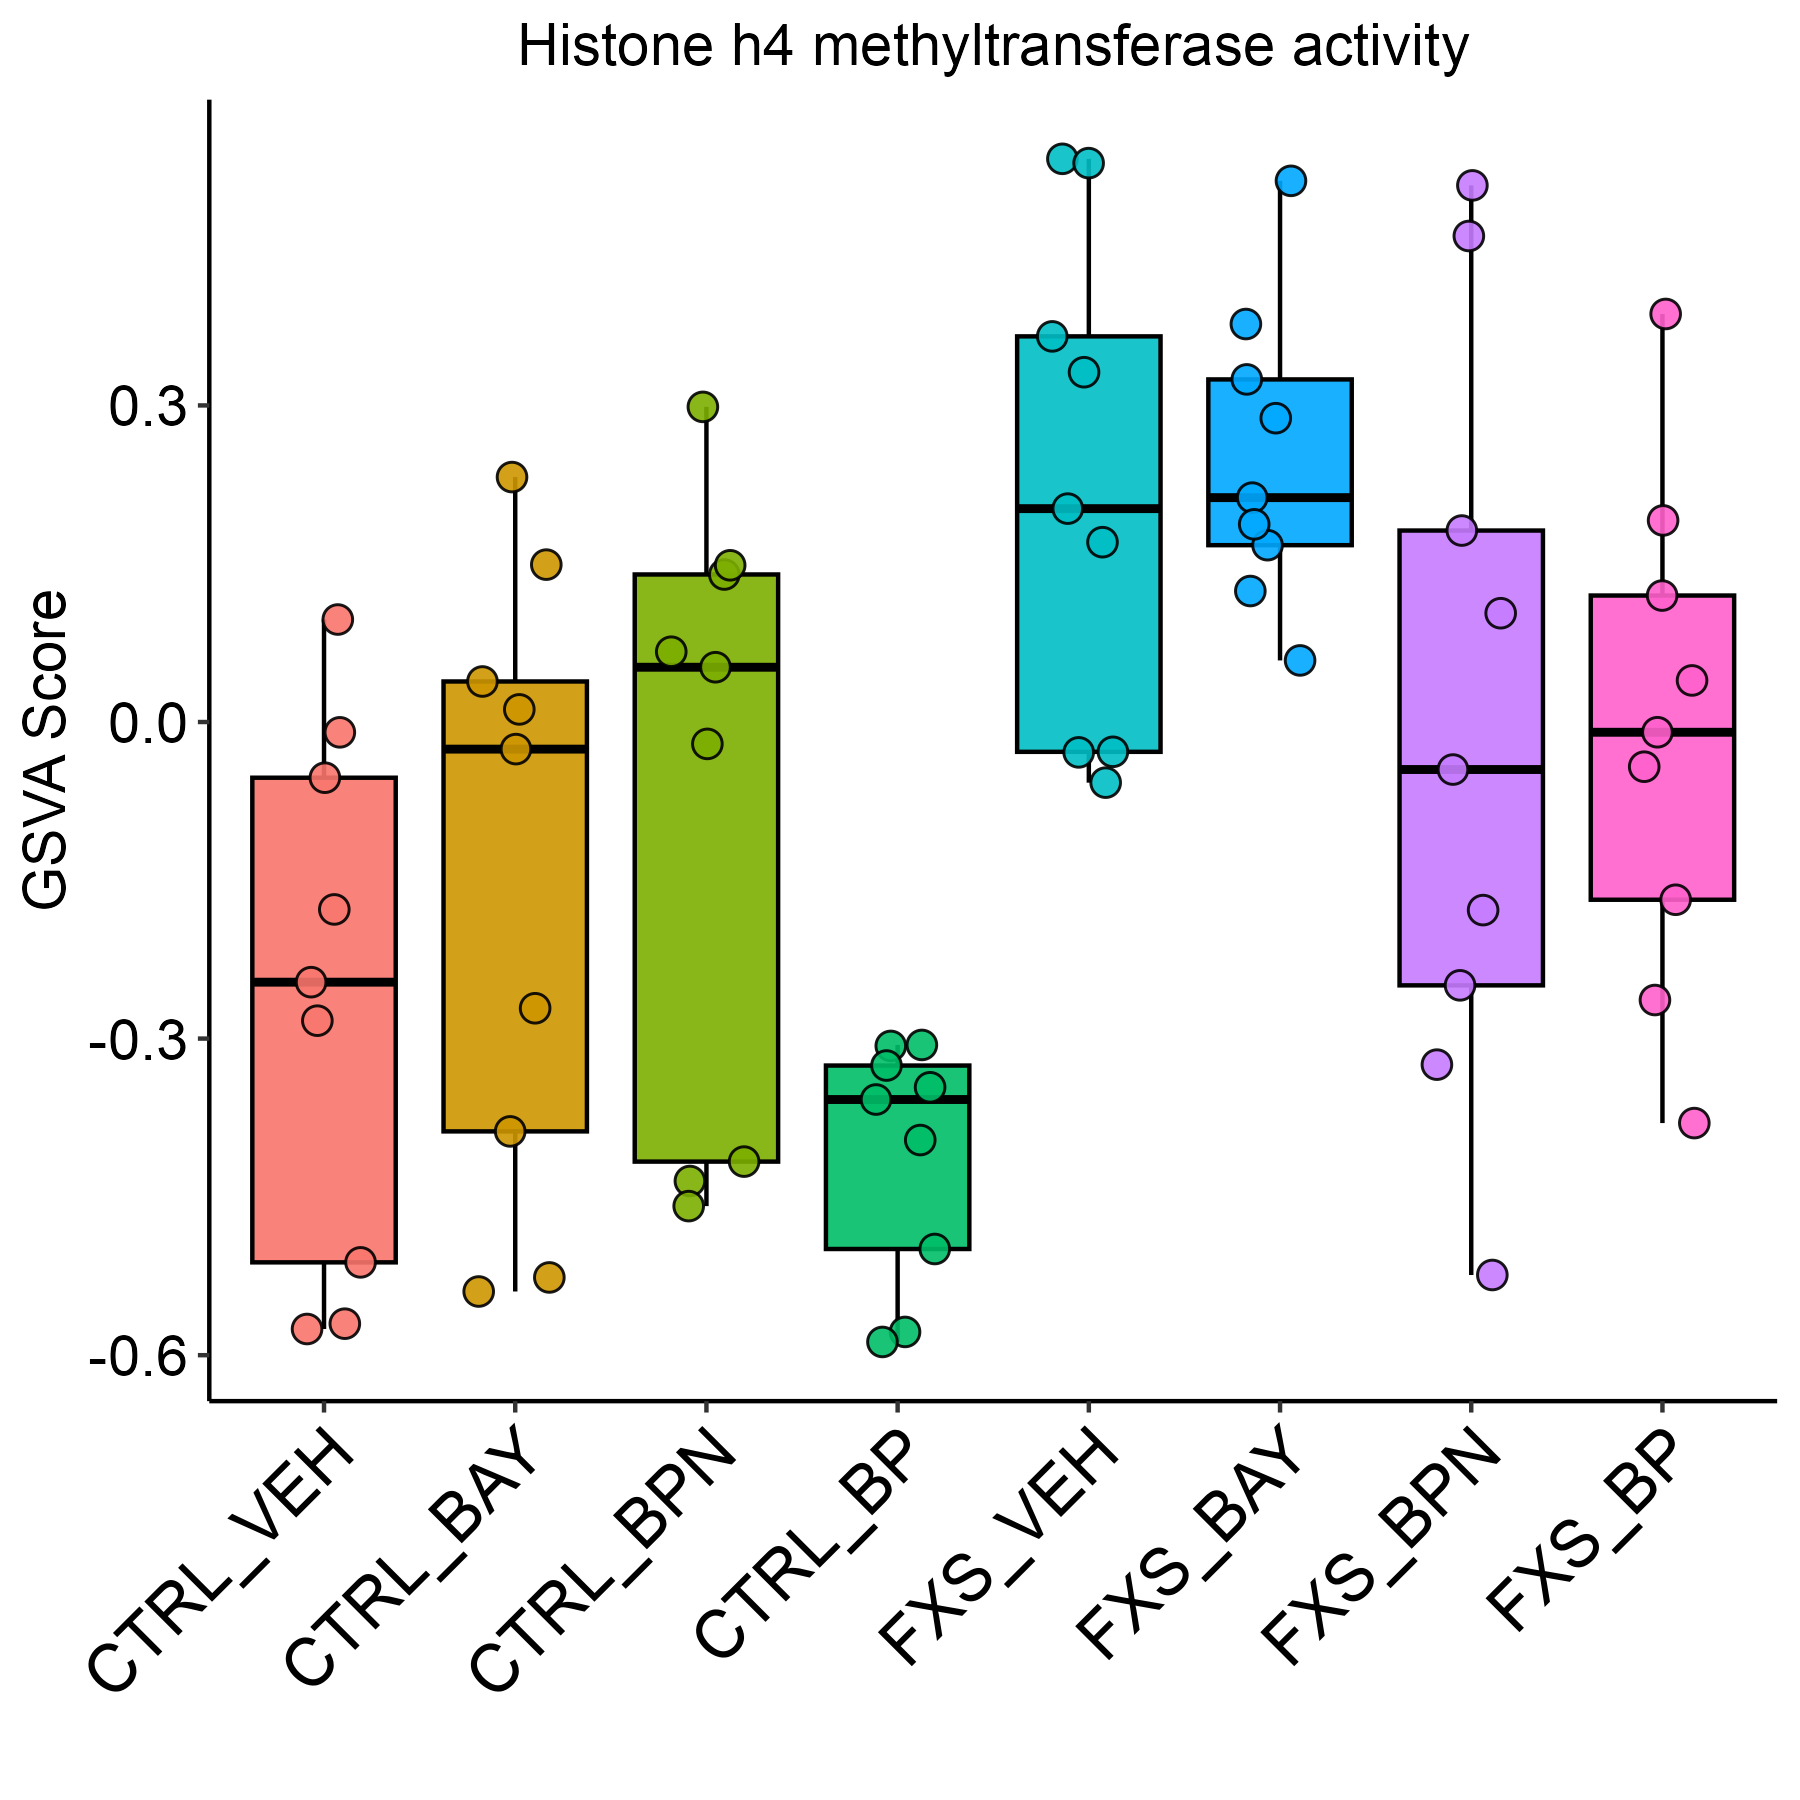 Histone h4 methyltransferase activity
GSVA Score
0.3
0.0
-0.3
-0.6
CTRL_VEH
CTRL_BAY
CTRL_BPN
CTRL_BP
FXS_VEH
FXS_BAY
FXS_BPN
FXS_BP